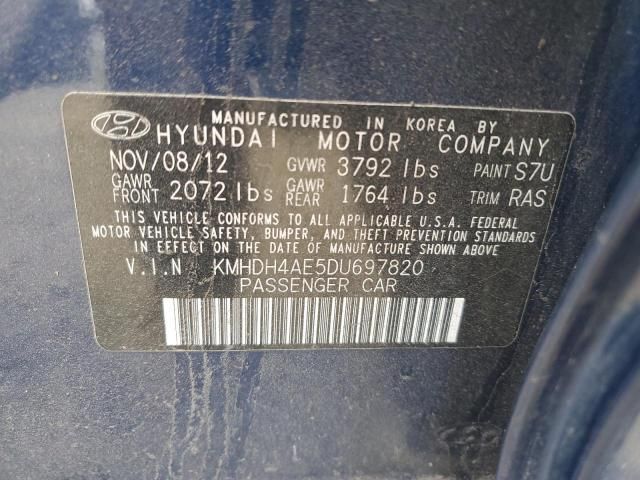 MANUFACTURED IN KOREA BY
HYUNDAI MOTOR COMPANY
NOV/08/12 GVWR 3792 lbs PAINT S7U
GAWR FRONT 2072 lbs GAWR REAR 1764 lbs TRIM RAS
THIS VEHICLE CONFORMS TO ALL APPLICABLE U.S.A. FEDERAL
MOTOR VEHICLE SAFETY, BUMPER, AND THEFT PREVENTION STANDARDS
IN EFFECT ON THE DATE OF MANUFACTURE SHOWN ABOVE.
V.I.N KMHDH4AE5DU697820
PASSENGER CAR